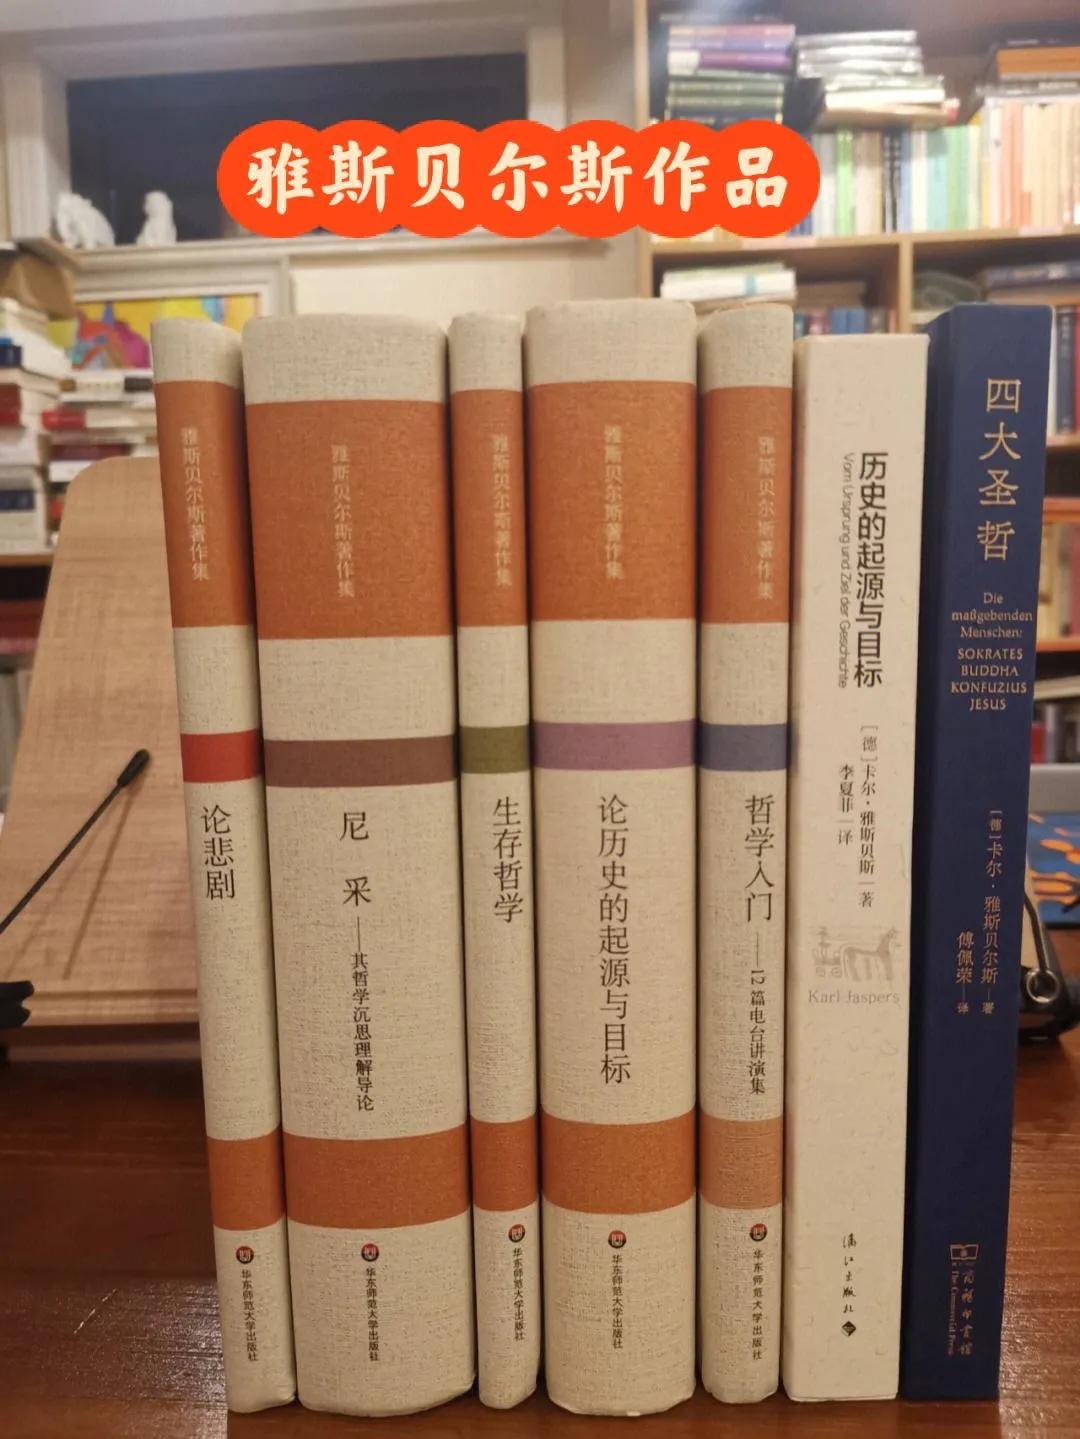 雅斯贝尔斯作品
雅斯贝尔斯著作集
论悲剧
华东师范大学出版社
雅斯贝尔斯著作集
尼采
——其哲学沉思理解导论
华东师范大学出版社
雅斯贝尔斯著作集
生存哲学
华东师范大学出版社
雅斯贝尔斯著作集
论历史的起源与目标
华东师范大学出版社
雅斯贝尔斯著作集
哲学入门
——12篇电台讲演集
华东师范大学出版社
历史的起源与目标
Vom Ursprung und Ziel der Geschichte
[德]卡尔·雅斯贝斯|著
李夏菲|译
Karl Jaspers
漓江出版社
四大圣哲
Die
maßgebenden
Menschen:
SOKRATES
BUDDHA
KONFUZIUS
JESUS
[德]卡尔·雅斯贝尔斯—著
傅佩荣—译
商务印书馆
The Commercial Press